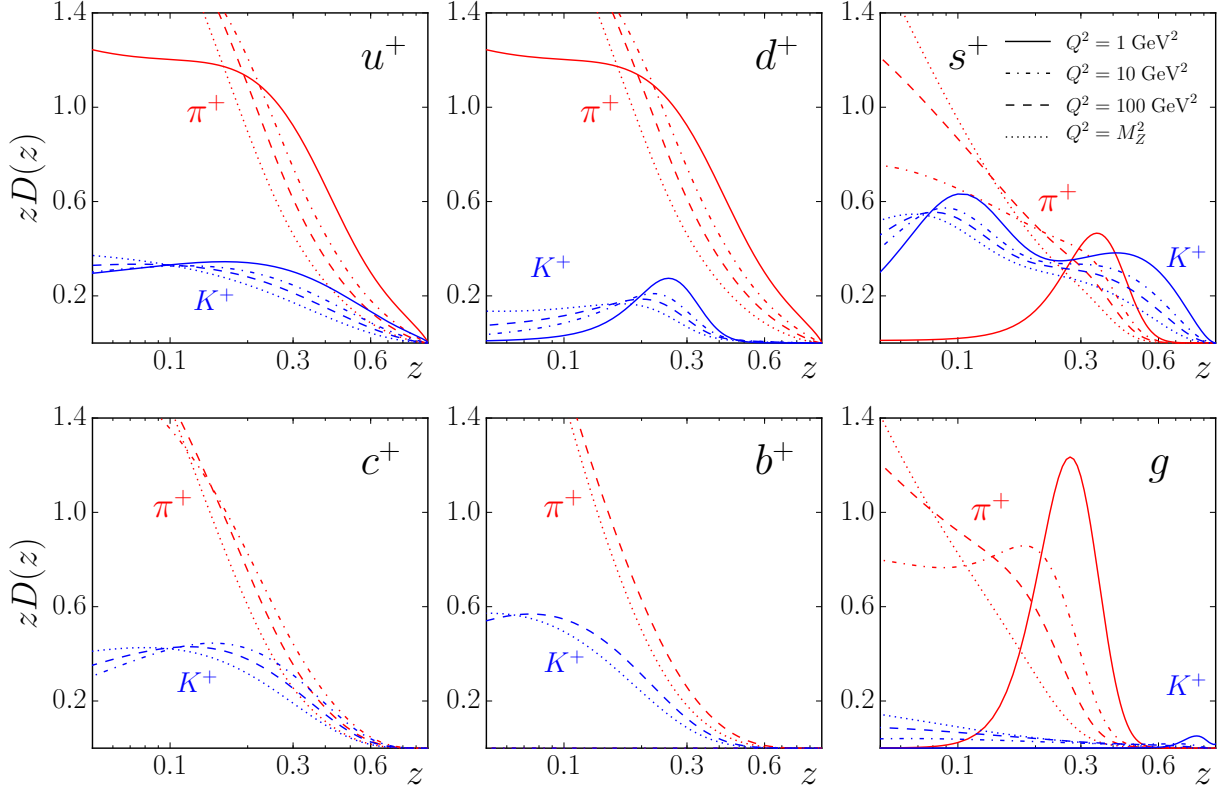 1.4
1.0
0.6
0.2
zD(z)
u⁺
π⁺
K⁺
0.1 0.3 0.6 z
1.4
1.0
0.6
0.2
d⁺
π⁺
K⁺
0.1 0.3 0.6 z
1.4
1.0
0.6
0.2
s⁺
Q² = 1 GeV²
Q² = 10 GeV²
Q² = 100 GeV²
Q² = M_Z²
π⁺
K⁺
0.1 0.3 0.6 z
1.4
1.0
0.6
0.2
zD(z)
c⁺
π⁺
K⁺
0.1 0.3 0.6 z
1.4
1.0
0.6
0.2
b⁺
π⁺
K⁺
0.1 0.3 0.6 z
1.4
1.0
0.6
0.2
g
π⁺
K⁺
0.1 0.3 0.6 z